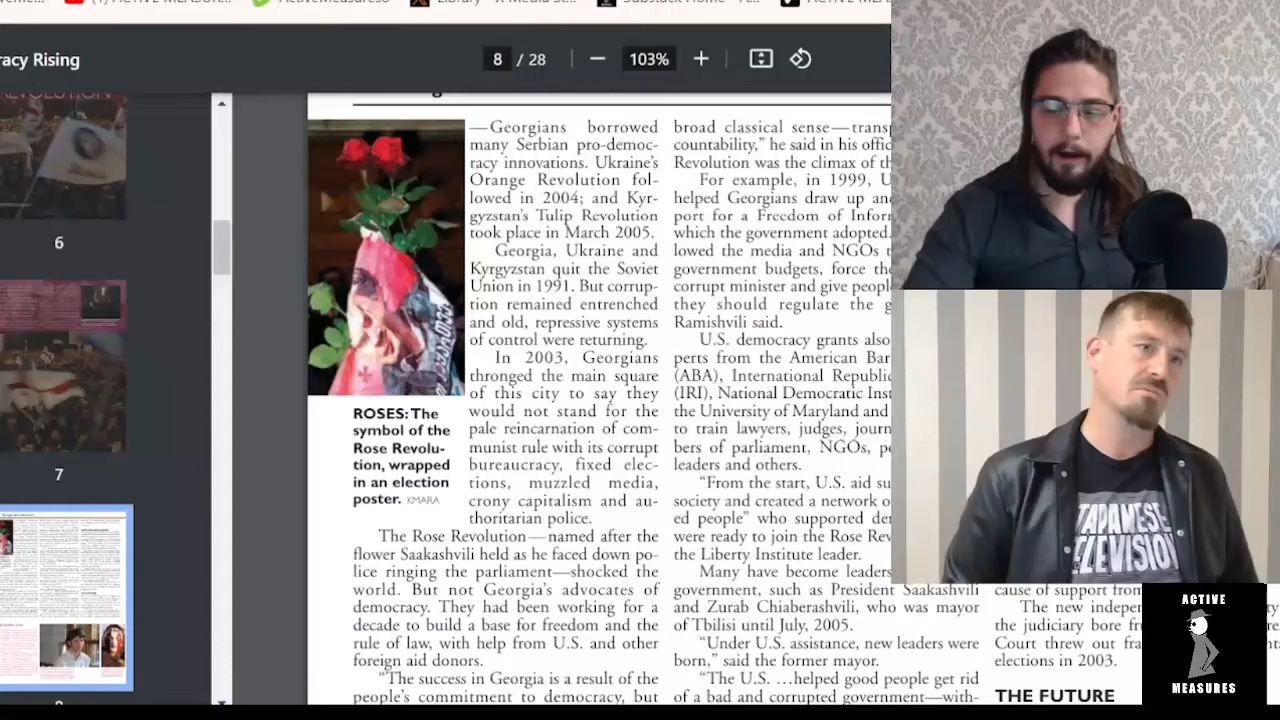 racy Rising
8 / 28
103%
6
7
—Georgians borrowed
many Serbian pro-democ-
racy innovations. Ukraine's
Orange Revolution fol-
lowed in 2004; and Kyr-
gyzstan's Tulip Revolution
took place in March 2005.
Georgia, Ukraine and
Kyrgyzstan quit the Soviet
Union in 1991. But corrup-
tion remained entrenched
and old, repressive systems
of control were returning.
In 2003, Georgians
thronged the main square
of this city to say they
would not stand for the
pale reincarnation of com-
munist rule with its corrupt
bureaucracy, fixed elec-
tions, muzzled media,
crony capitalism and au-
thoritarian police.
ROSES: The
symbol of the
Rose Revolu-
tion, wrapped
in an election
poster. KMARA
The Rose Revolution—named after the
flower Saakashvili held as he faced down po-
lice ringing the parliament—shocked the
world. But not Georgia's advocates of
democracy. They had been working for a
decade to build a base for freedom and the
rule of law, with help from U.S. and other
foreign aid donors.
"The success in Georgia is a result of the
people's commitment to democracy, but
broad classical sense—transp
countability," he said in his offic
Revolution was the climax of th
For example, in 1999, U
helped Georgians draw up an
port for a Freedom of Inform
which the government adopted.
lowed the media and NGOs t
government budgets, force the
corrupt minister and give peopl
they should regulate the g
Ramishvili said.
U.S. democracy grants also
perts from the American Bar
(ABA), International Republic
(IRI), National Democratic Inst
the University of Maryland and
to train lawyers, judges, journ
bers of parliament, NGOs, po
leaders and others.
"From the start, U.S. aid su
society and created a network o
ed people" who supported der
were ready to join the Rose Rev
the Liberty Institute leader.
Many have become leaders
government, such as President Saakashvili
and Zurab Chiaberashvili, who was mayor
of Tbilisi until July, 2005.
"Under U.S. assistance, new leaders were
born," said the former mayor.
"The U.S. …helped good people get rid
of a bad and corrupted government—with-
cause of support from
The new indepen
the judiciary bore fr
Court threw out fra
elections in 2003.
THE FUTURE
ACTIVE
MEASURES